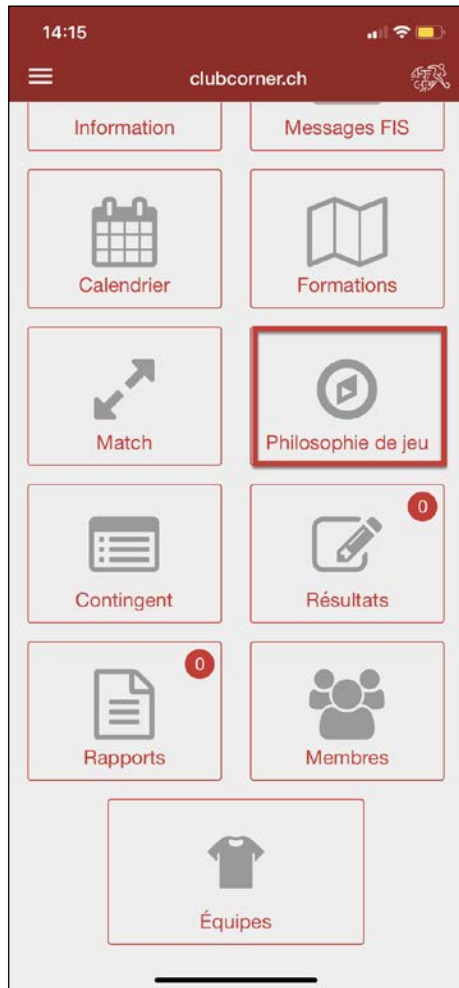 14:15
clubcorner.ch
Information Messages FIS
Calendrier Formations
Match Philosophie de jeu
0
Contingent Résultats
0
Rapports Membres
Équipes